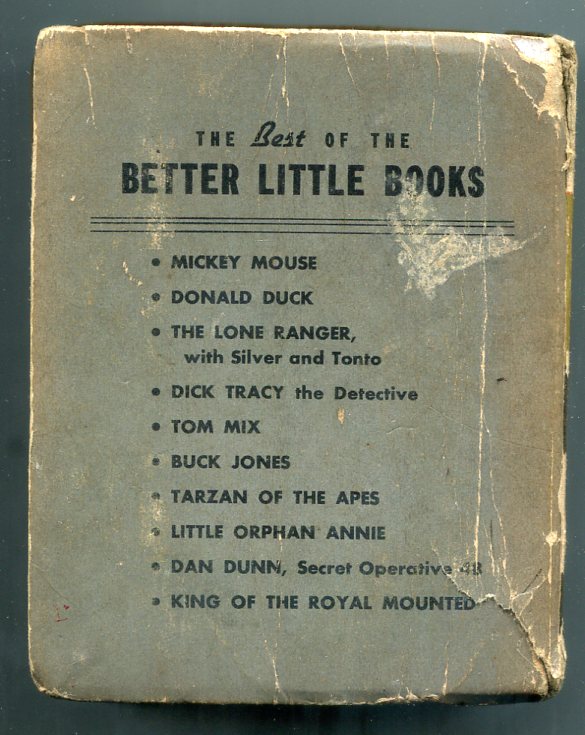 THE Best OF THE
BETTER LITTLE BOOKS
• MICKEY MOUSE
• DONALD DUCK
• THE LONE RANGER,
with Silver and Tonto
• DICK TRACY the Detective
• TOM MIX
• BUCK JONES
• TARZAN OF THE APES
• LITTLE ORPHAN ANNIE
• DAN DUNN, Secret Operative 48
• KING OF THE ROYAL MOUNTED